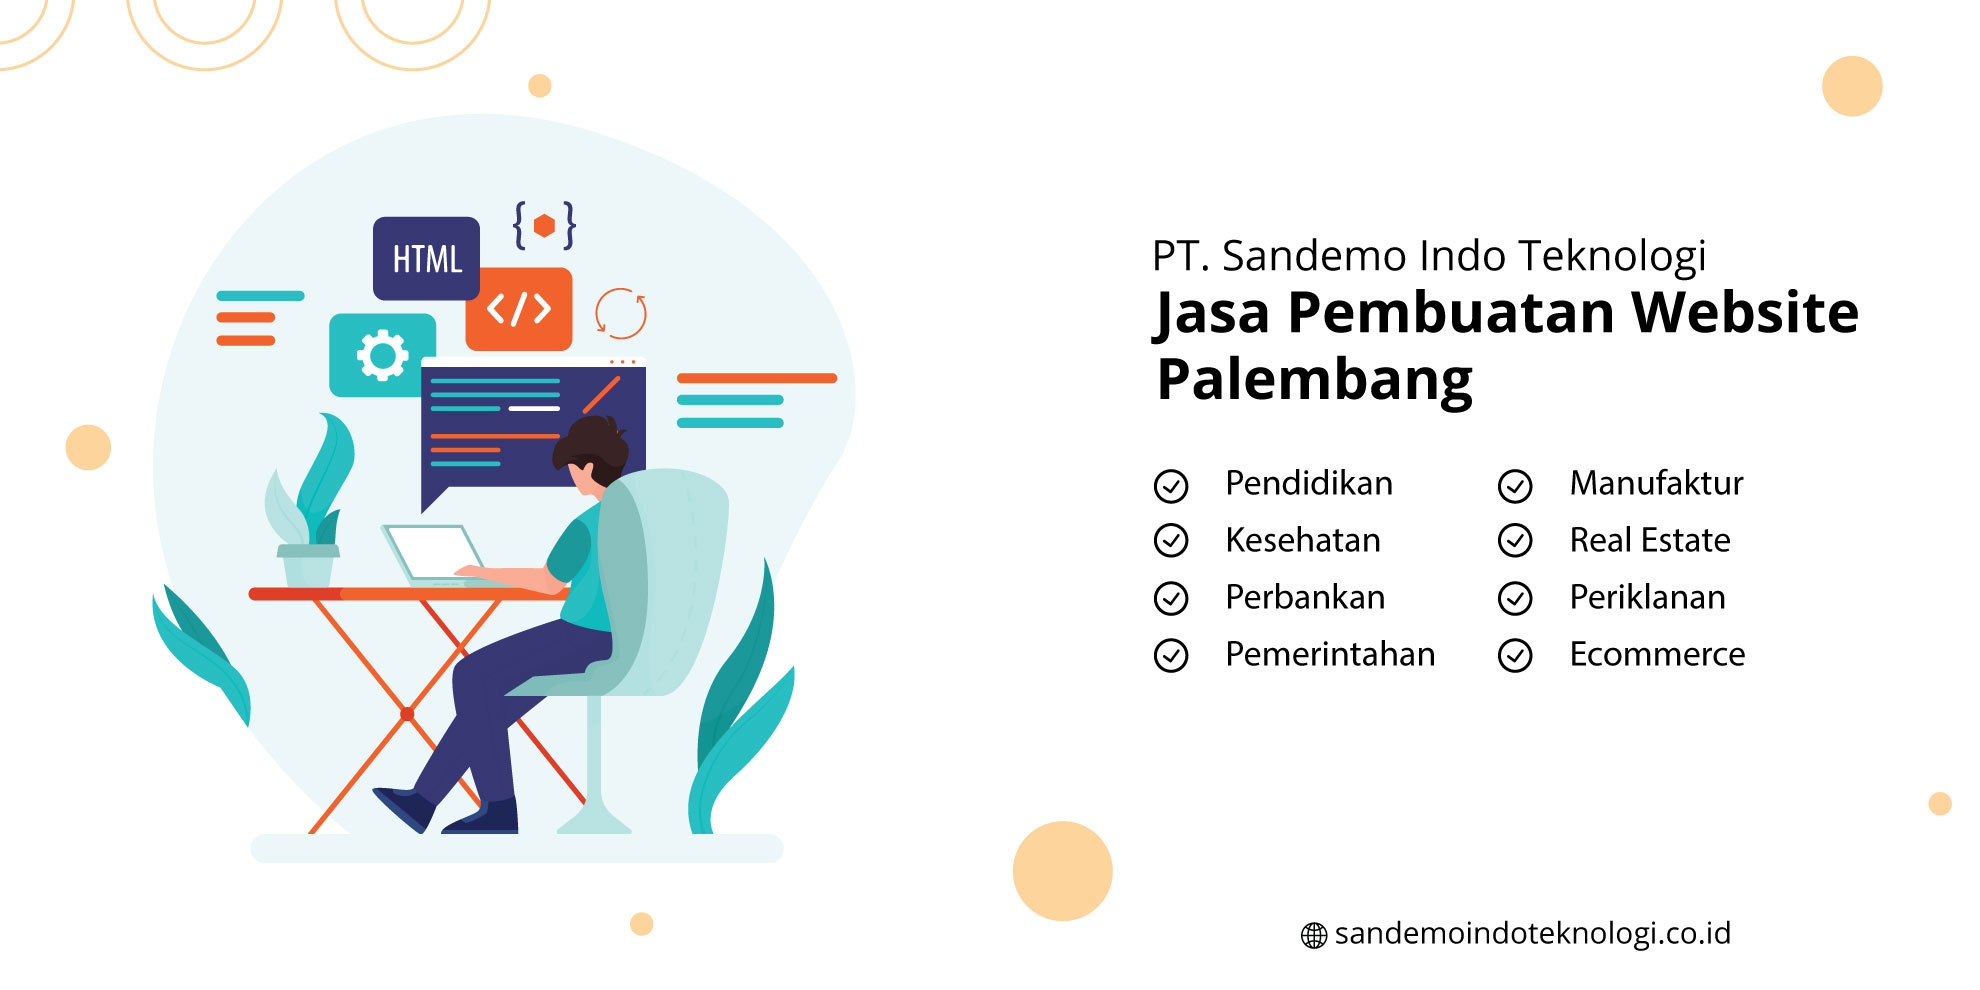 HTML
</>
{ }
PT. Sandemo Indo Teknologi
Jasa Pembuatan Website
Palembang
Pendidikan
Kesehatan
Perbankan
Pemerintahan
Manufaktur
Real Estate
Periklanan
Ecommerce
sandemoindoteknologi.co.id